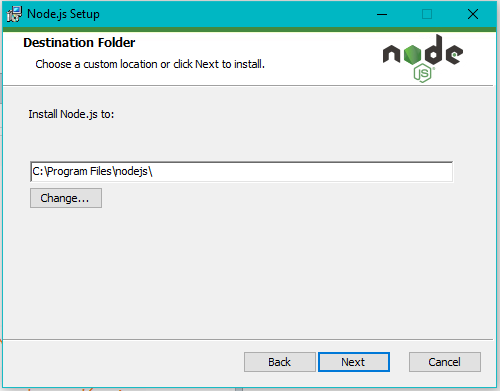 Node.js Setup
Destination Folder
Choose a custom location or click Next to install.
node
JS
Install Node.js to:
C:\Program Files\nodejs\
Change...
Back
Next
Cancel